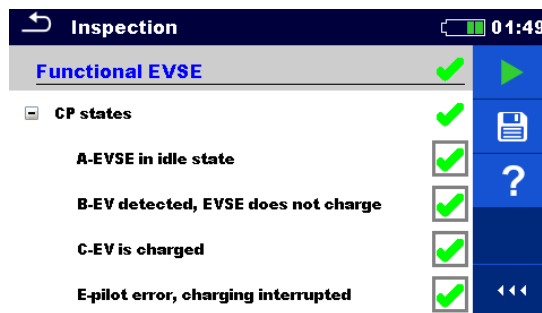 Inspection 01:49
Functional EVSE
CP states
A-EVSE in idle state
?
B-EV detected, EVSE does not charge
C-EV is charged
E-pilot error, charging interrupted